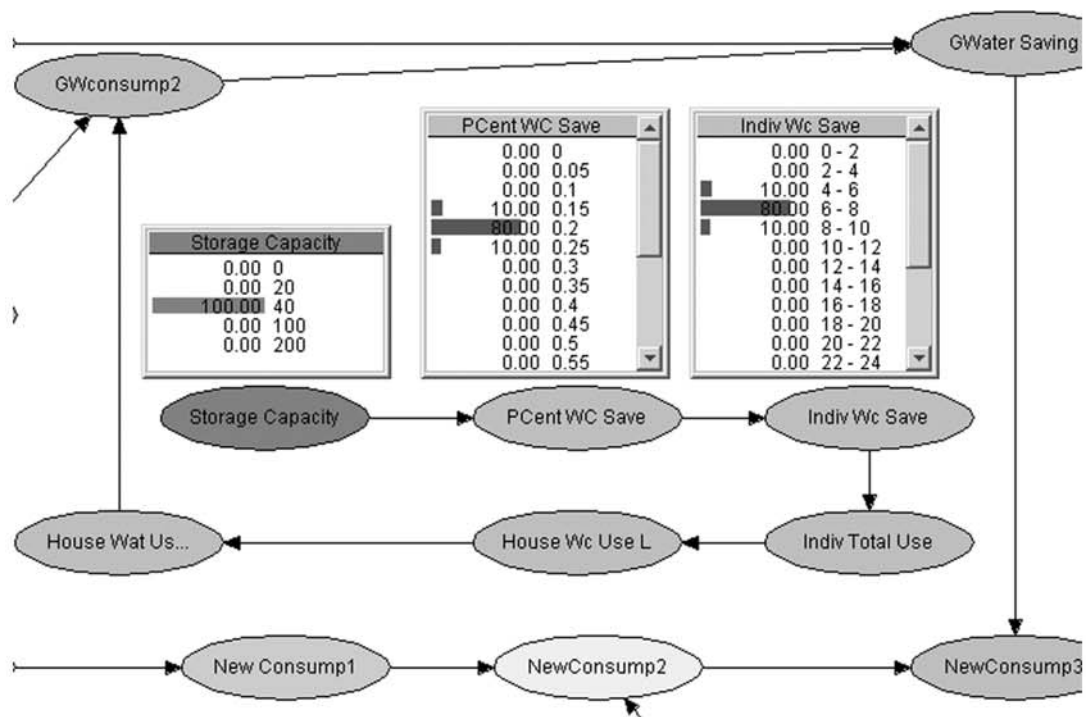 GWater Saving
GWconsump2
PCent WC Save
0.00 0
0.00 0.05
0.00 0.1
10.00 0.15
80.00 0.2
10.00 0.25
0.00 0.3
0.00 0.35
0.00 0.4
0.00 0.45
0.00 0.5
0.00 0.55
Indiv Wc Save
0.00 0 - 2
0.00 2 - 4
10.00 4 - 6
80.00 6 - 8
10.00 8 - 10
0.00 10 - 12
0.00 12 - 14
0.00 14 - 16
0.00 16 - 18
0.00 18 - 20
0.00 20 - 22
0.00 22 - 24
Storage Capacity
0.00 0
0.00 20
100.00 40
0.00 100
0.00 200
Storage Capacity
PCent WC Save
Indiv Wc Save
House Wat Us...
House Wc Use L
Indiv Total Use
New Consump1
NewConsump2
NewConsump3